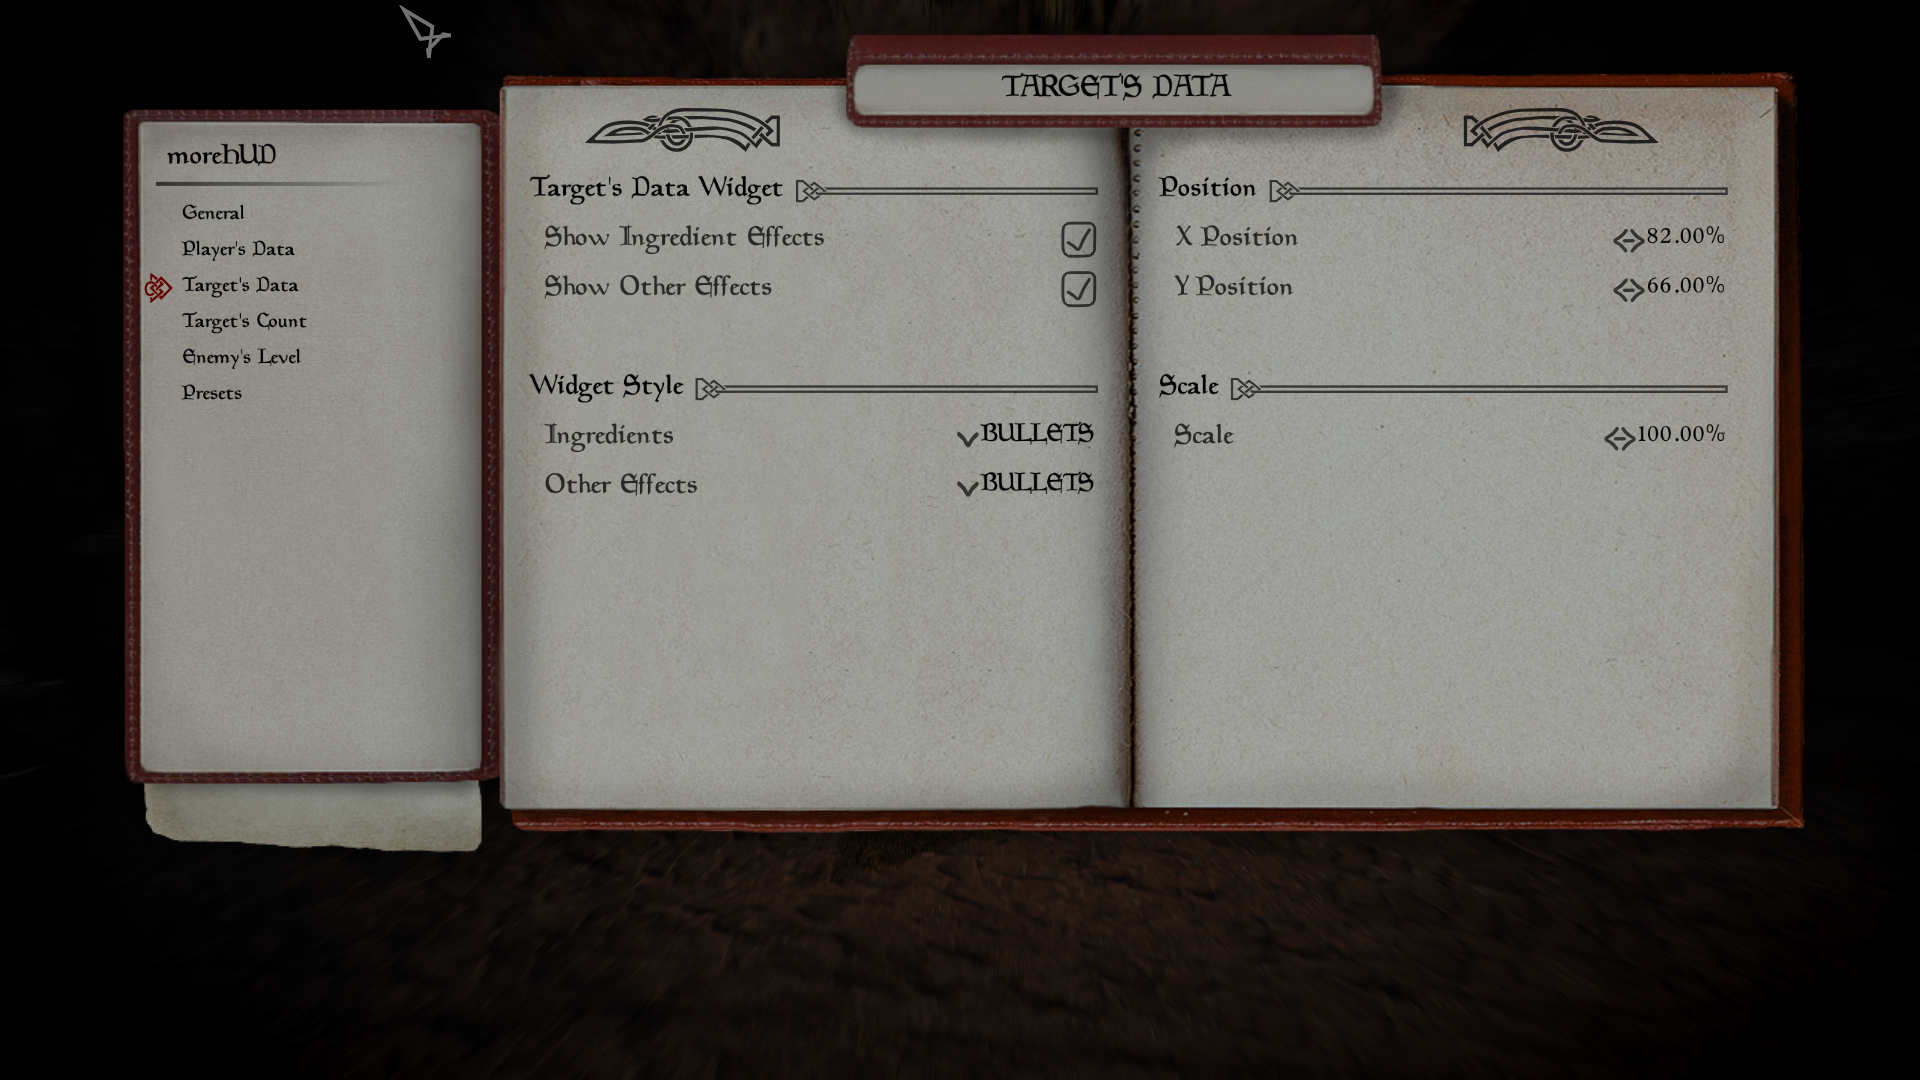 TARGET'S DATA
moreHUD
General
Player's Data
Target's Data
Target's Count
Enemy's Level
Presets
Target's Data Widget
Show Ingredient Effects
Show Other Effects
Widget Style
Ingredients BULLETS
Other Effects BULLETS
Position
X Position 82.00%
Y Position 66.00%
Scale
Scale 100.00%